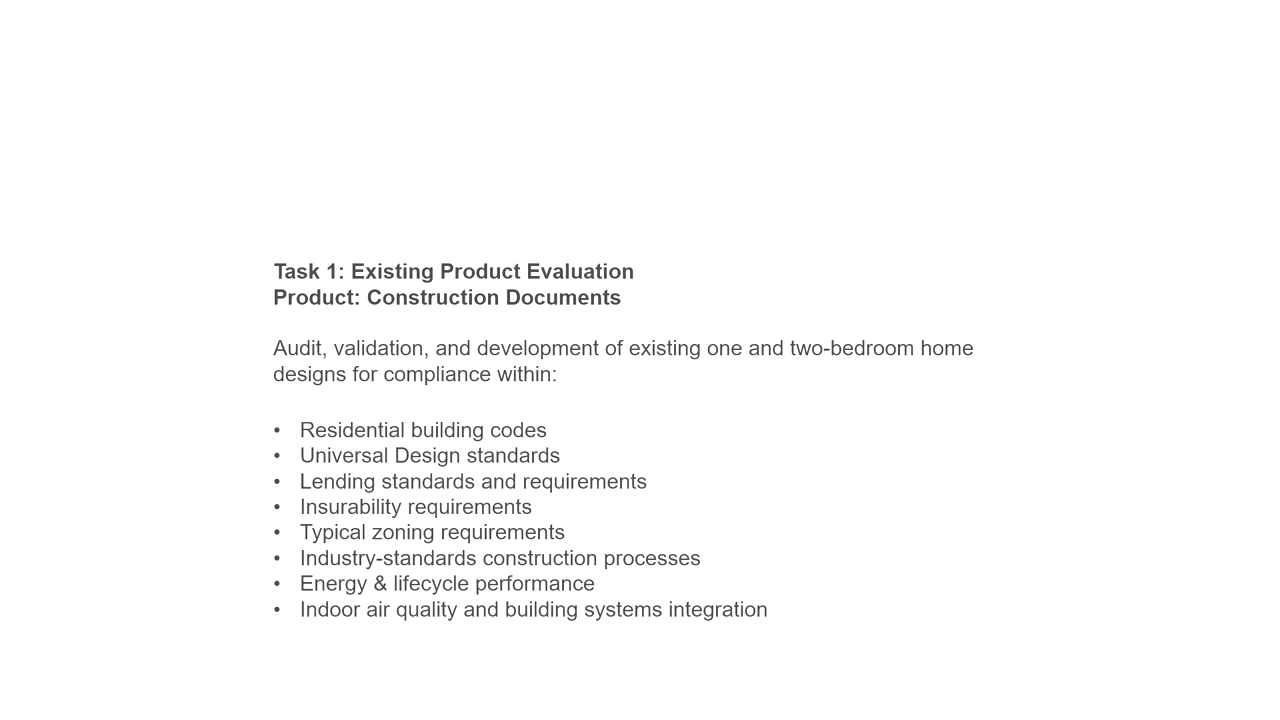 Task 1: Existing Product Evaluation
Product: Construction Documents
Audit, validation, and development of existing one and two-bedroom home
designs for compliance within:
• Residential building codes
• Universal Design standards
• Lending standards and requirements
• Insurability requirements
• Typical zoning requirements
• Industry-standards construction processes
• Energy & lifecycle performance
• Indoor air quality and building systems integration